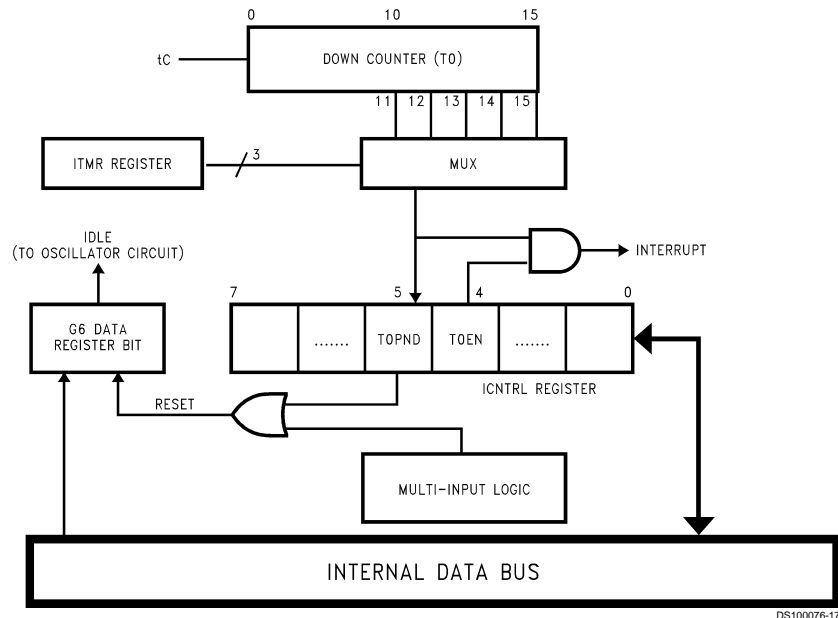 0 10 15
tC
DOWN COUNTER (T0)
11 12 13 14 15
ITMR REGISTER
3
MUX
IDLE
(TO OSCILLATOR CIRCUIT)
INTERRUPT
7 5 4 0
G6 DATA
REGISTER BIT
.......
TOPND
TOEN
.......
ICNTRL REGISTER
RESET
MULTI-INPUT LOGIC
INTERNAL DATA BUS
DS100076-17